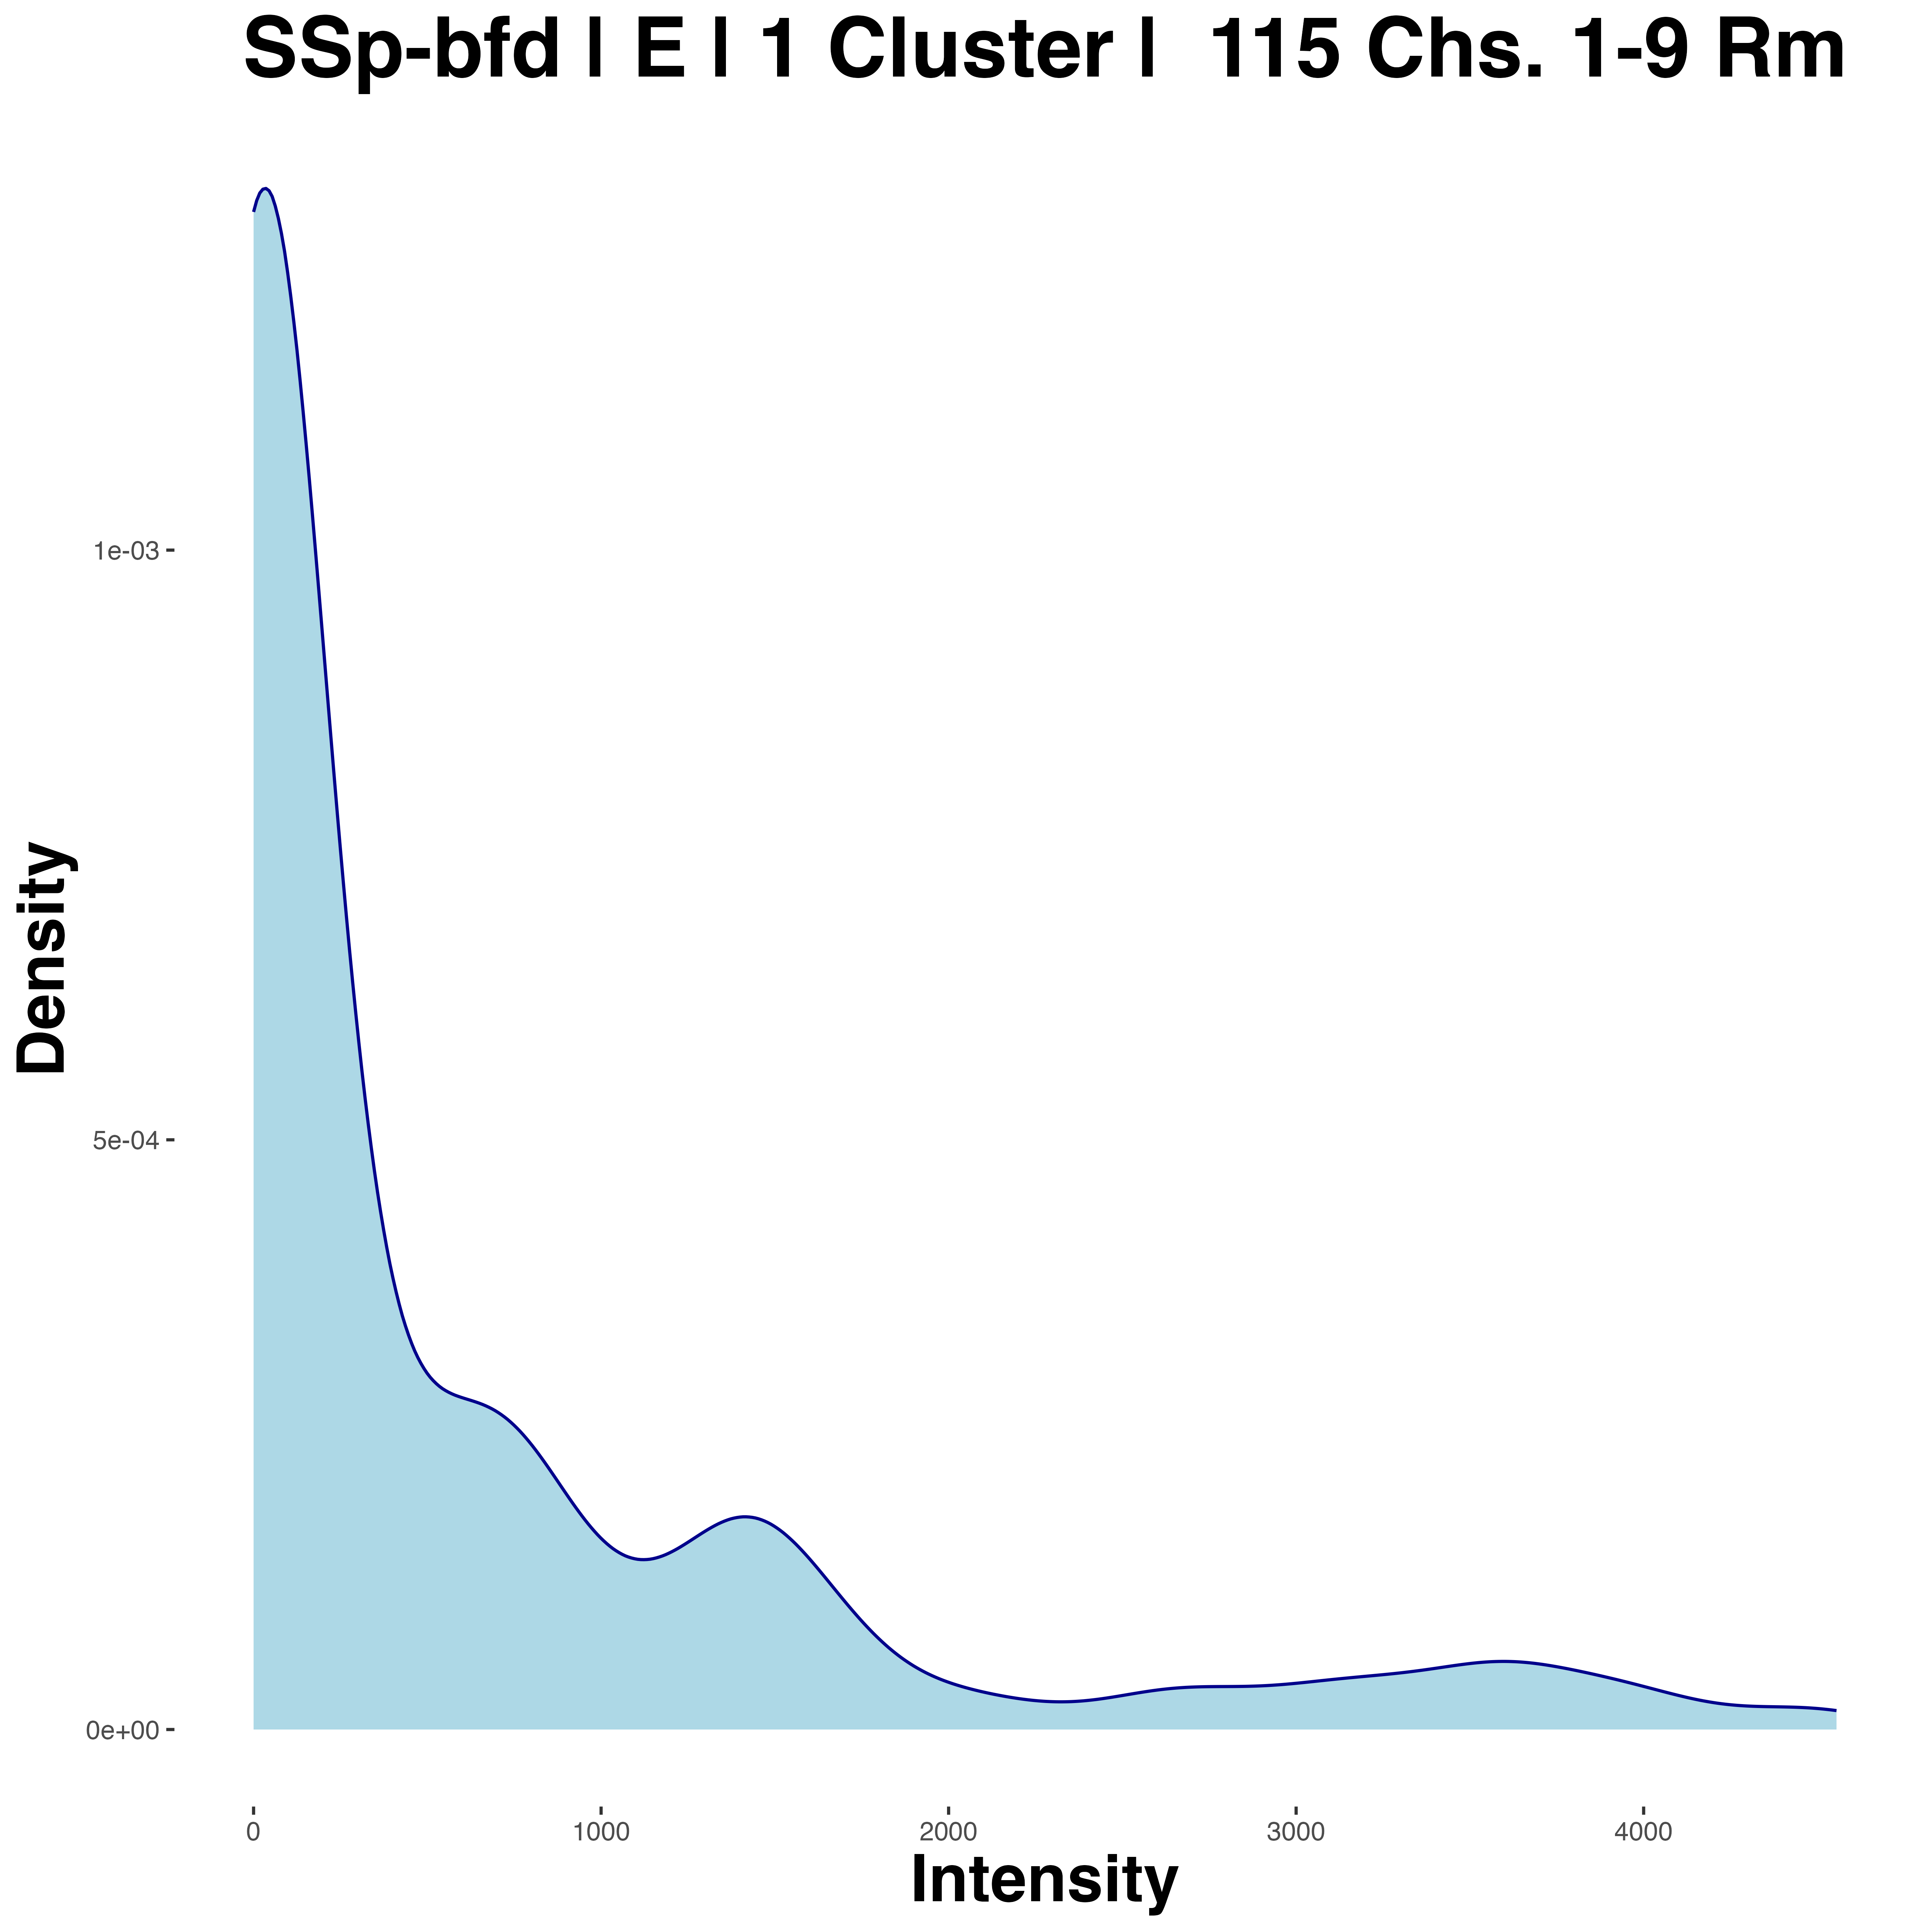 SSp-bfd | E | 1 Cluster |  115 Chs. 1-9 Rm
Density
1e-03
5e-04
0e+00
0 1000 2000 3000 4000
Intensity